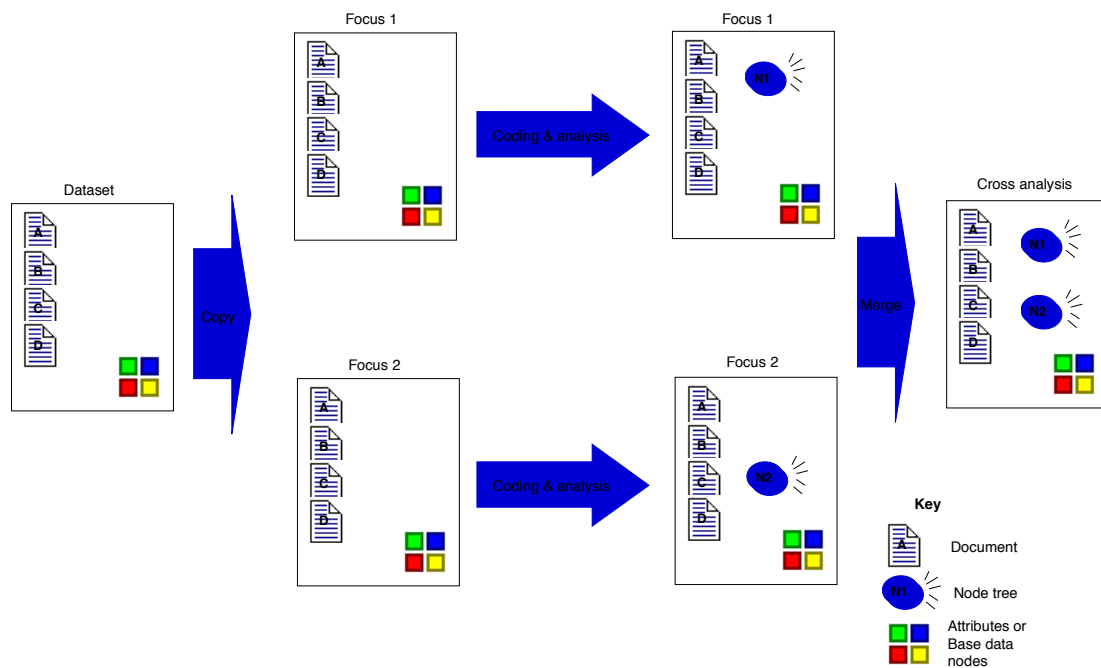 Focus 1
A
B
C
D
Coding & analysis
Focus 1
A
N1
B
C
D
Dataset
A
B
C
D
Copy
Merge
Cross analysis
A
N1
B
C
N2
D
Focus 2
A
B
C
D
Coding & analysis
Focus 2
A
B
C
N2
D
Key
A
Document
N1
Node tree
Attributes or
Base data
nodes